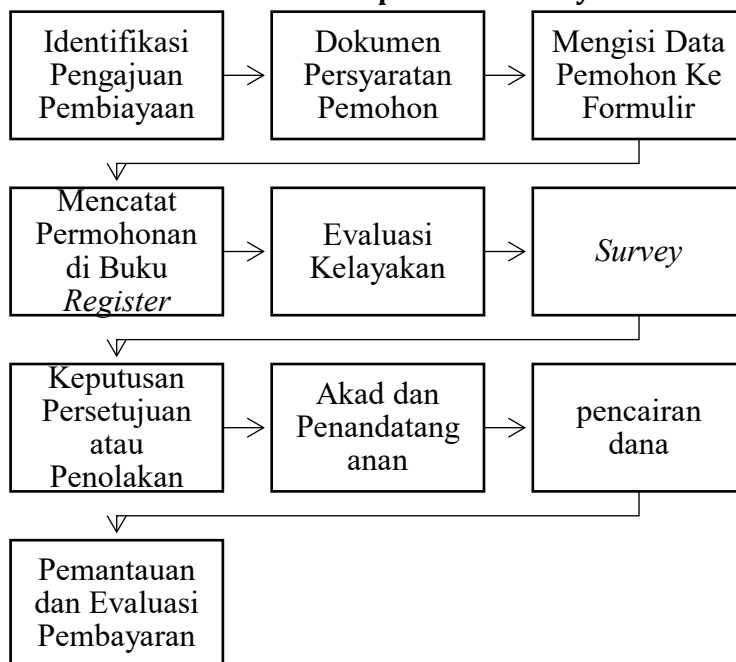 Identifikasi
Pengajuan
Pembiayaan
Dokumen
Persyaratan
Pemohon
Mengisi Data
Pemohon Ke
Formulir
Mencatat
Permohonan
di Buku
Register
Evaluasi
Kelayakan
Survey
Keputusan
Persetujuan
atau
Penolakan
Akad dan
Penandatang
anan
pencairan
dana
Pemantauan
dan Evaluasi
Pembayaran